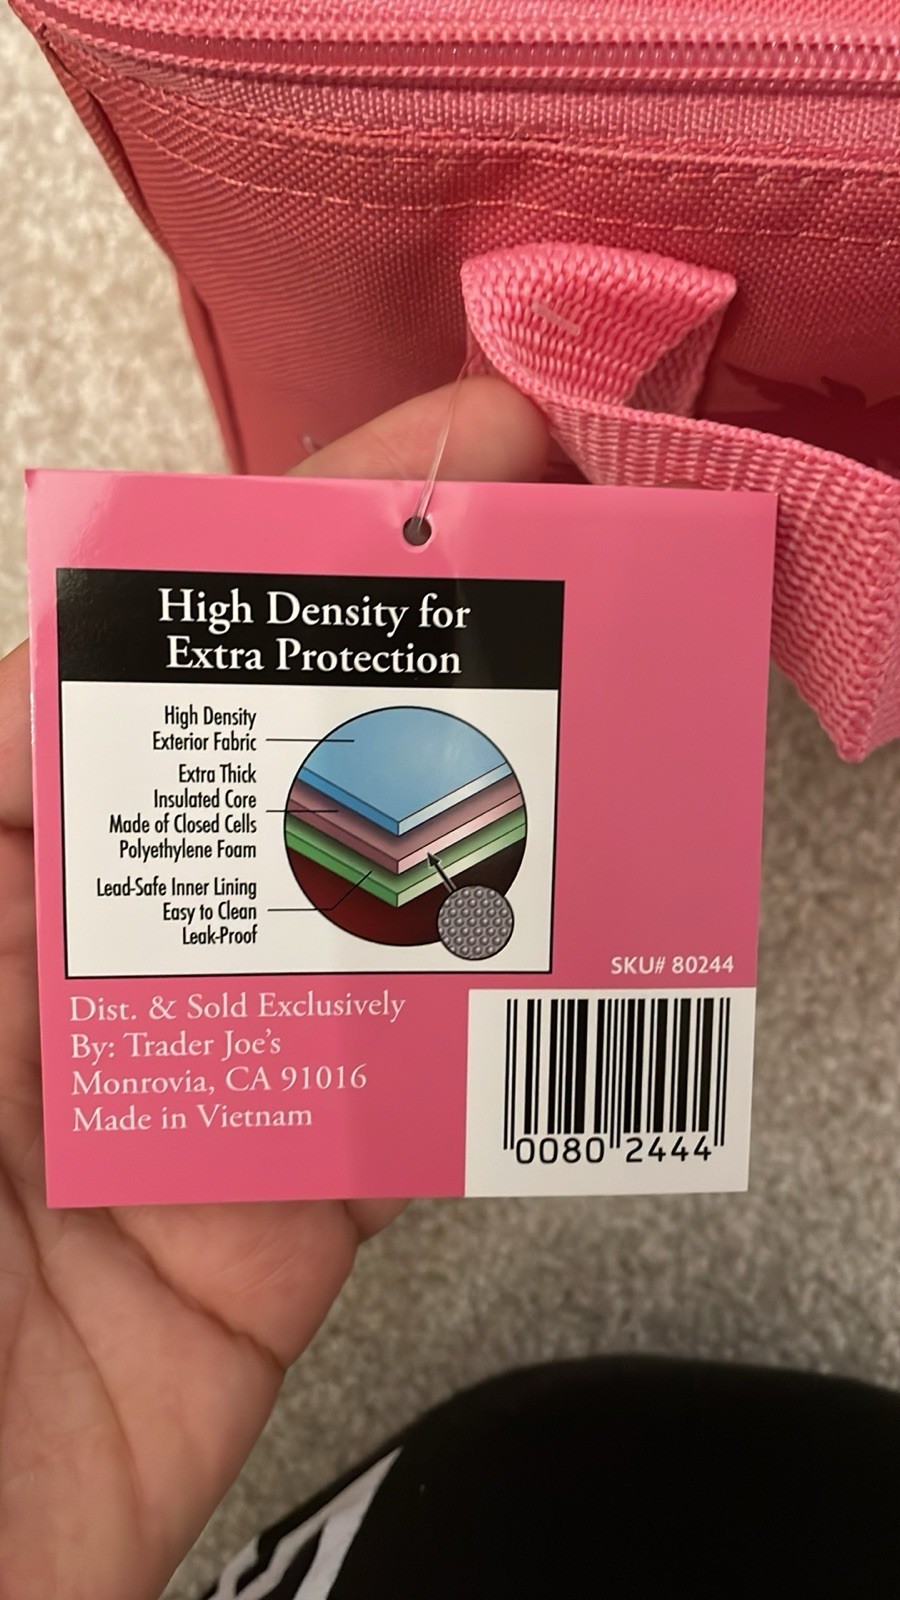 High Density for
Extra Protection
High Density
Exterior Fabric
Extra Thick
Insulated Core
Made of Closed Cells
Polyethylene Foam
Lead-Safe Inner Lining
Easy to Clean
Leak-Proof
SKU# 80244
Dist. & Sold Exclusively
By: Trader Joe's
Monrovia, CA 91016
Made in Vietnam
0080 2444